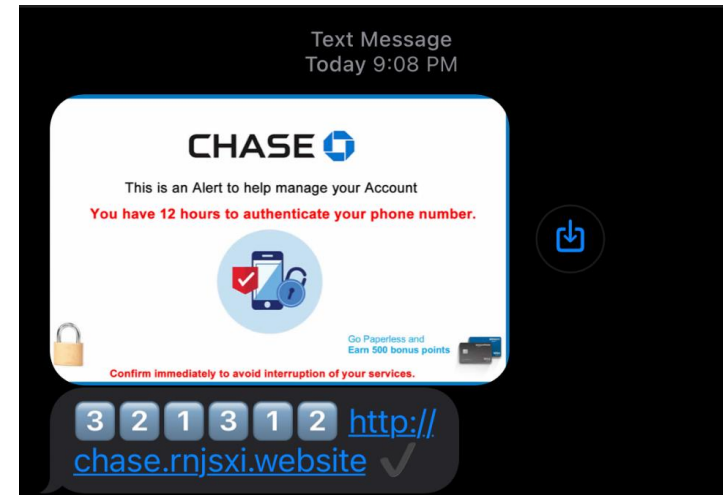 Text Message
Today 9:08 PM
CHASE
This is an Alert to help manage your Account
You have 12 hours to authenticate your phone number.
Go Paperless and
Earn 500 bonus points
Confirm immediately to avoid interruption of your services.
3️⃣2️⃣1️⃣3️⃣1️⃣2️⃣ http://
chase.rnjsxi.website ✔